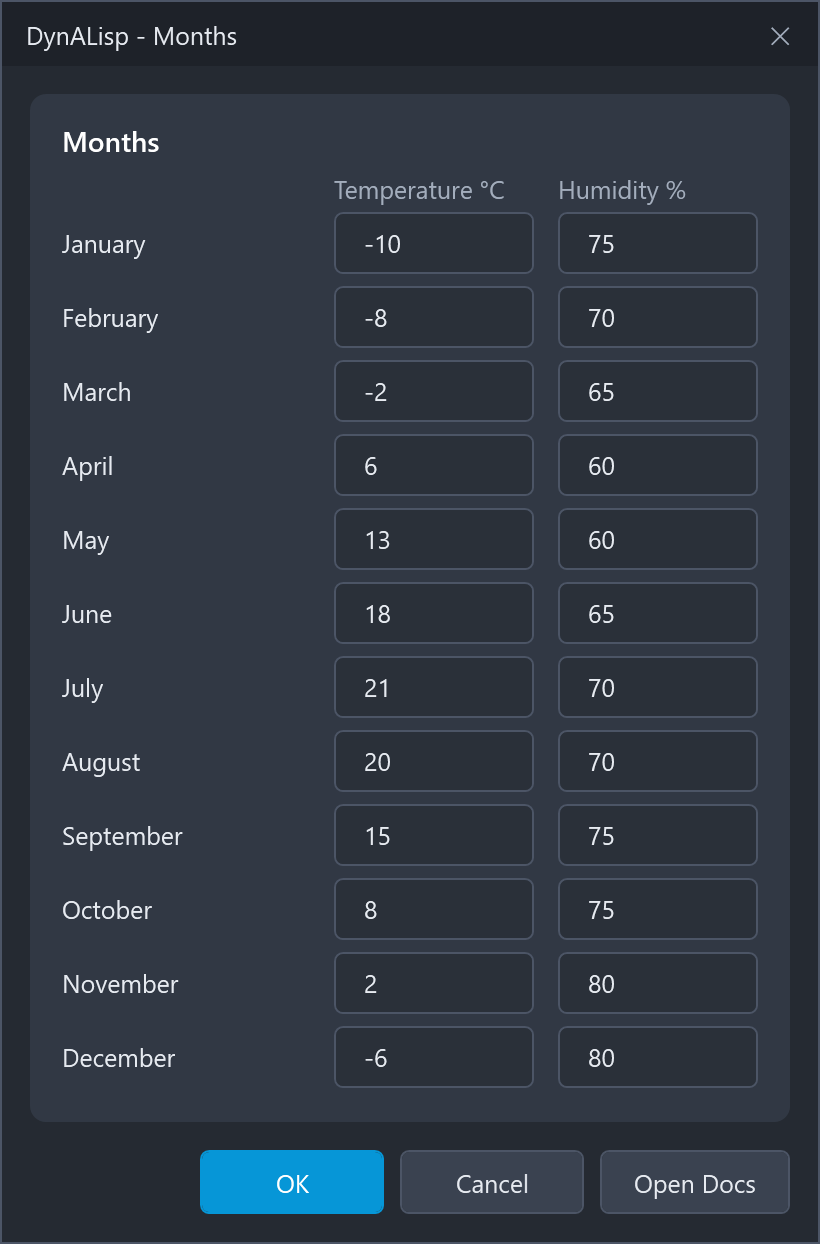 DynALisp - Months
Months
Temperature °C Humidity %
January -10 75
February -8 70
March -2 65
April 6 60
May 13 60
June 18 65
July 21 70
August 20 70
September 15 75
October 8 75
November 2 80
December -6 80
OK Cancel Open Docs